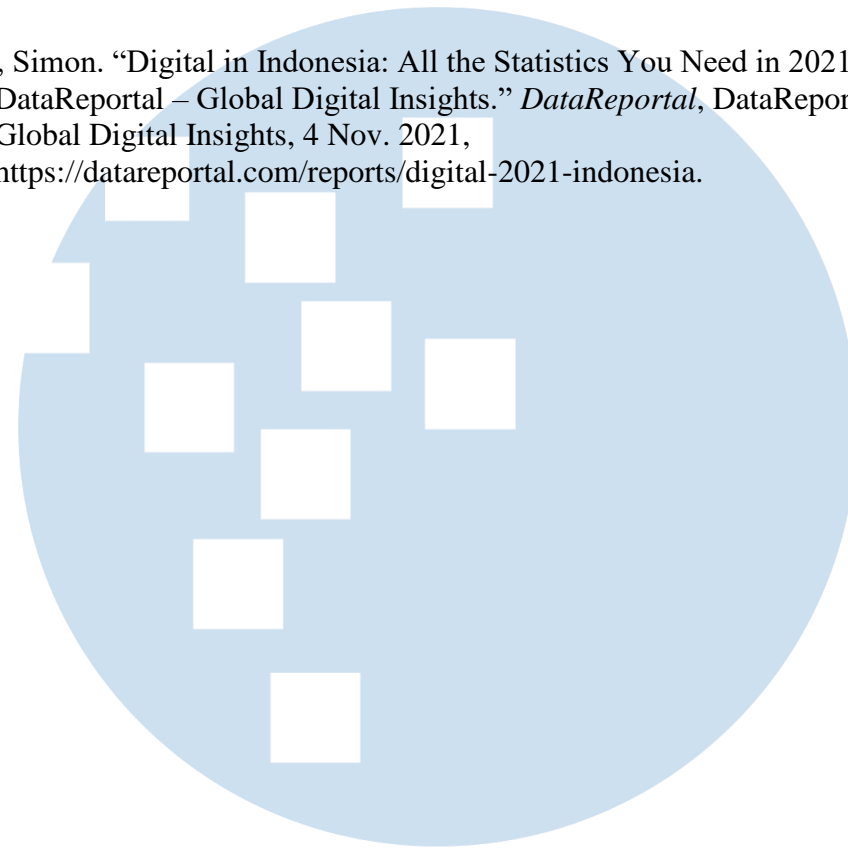 , Simon. “Digital in Indonesia: All the Statistics You Need in 2021
DataReportal – Global Digital Insights.” DataReportal, DataRepor
Global Digital Insights, 4 Nov. 2021,
https://datareportal.com/reports/digital-2021-indonesia.